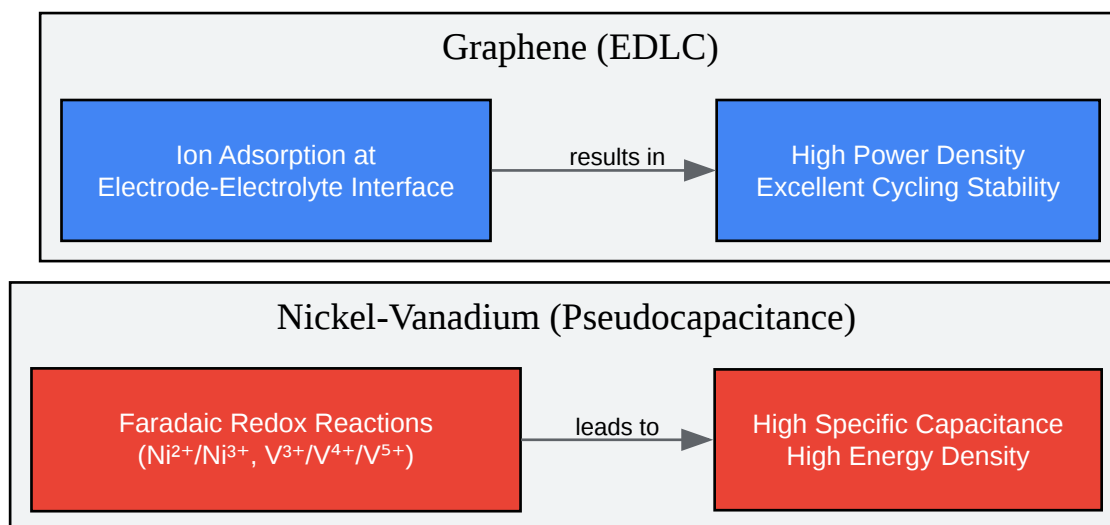 Graphene (EDLC)
Ion Adsorption at
Electrode-Electrolyte Interface
results in
High Power Density
Excellent Cycling Stability
Nickel-Vanadium (Pseudocapacitance)
Faradaic Redox Reactions
(Ni²⁺/Ni³⁺, V³⁺/V⁴⁺/V⁵⁺)
leads to
High Specific Capacitance
High Energy Density